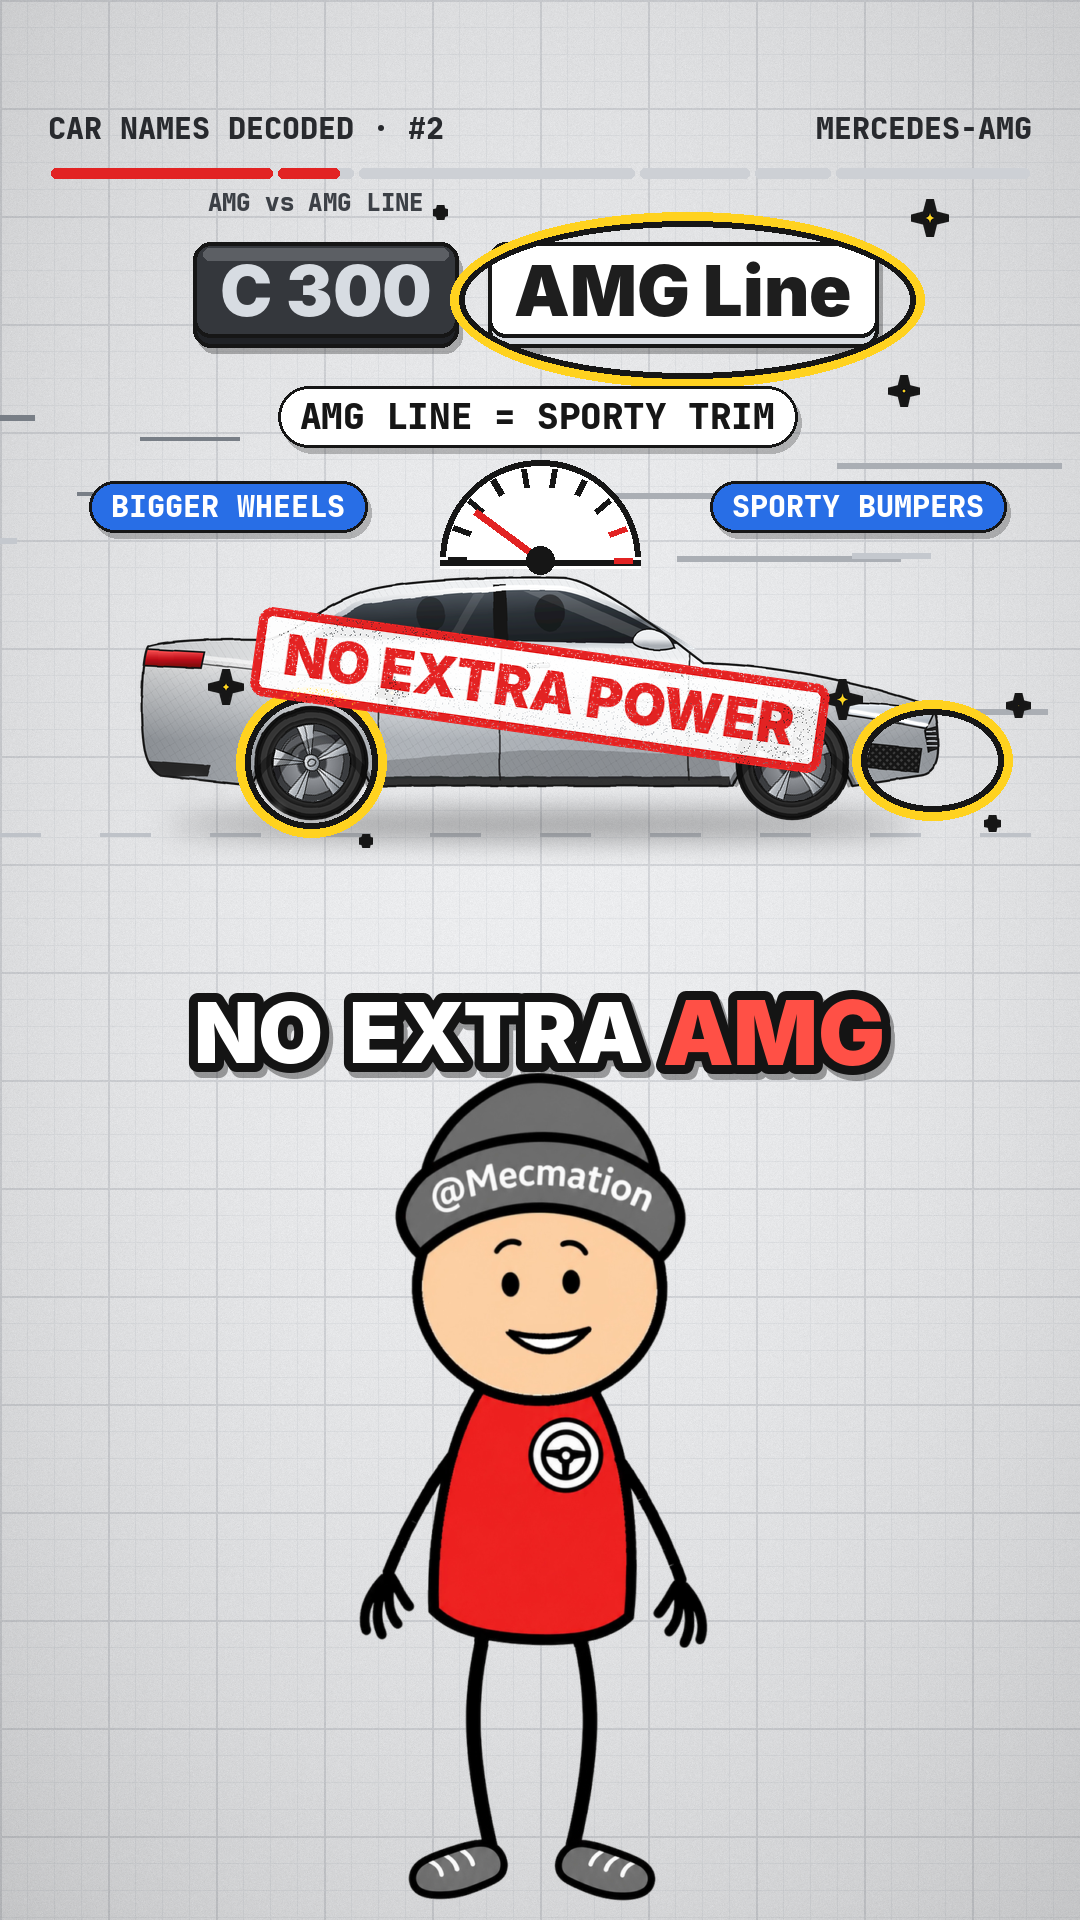 CAR NAMES DECODED · #2
MERCEDES-AMG
AMG vs AMG LINE
C 300
AMG Line
AMG LINE = SPORTY TRIM
BIGGER WHEELS
SPORTY BUMPERS
NO EXTRA POWER
NO EXTRA AMG
@Mecmation